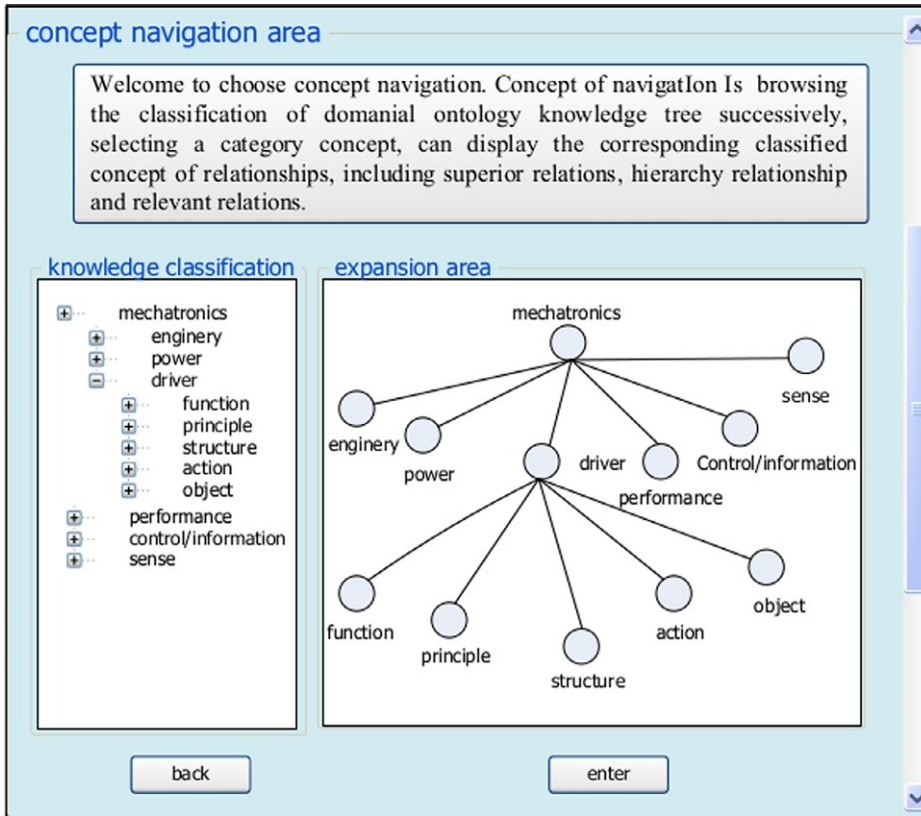 concept navigation area
Welcome to choose concept navigation. Concept of navigatIon Is browsing
the classification of domanial ontology knowledge tree successively,
selecting a category concept, can display the corresponding classified
concept of relationships, including superior relations, hierarchy relationship
and relevant relations.
knowledge classification
mechatronics
enginery
power
driver
function
principle
structure
action
object
performance
control/information
sense
expansion area
mechatronics
sense
enginery
power
driver
performance
Control/information
function
principle
structure
action
object
back
enter